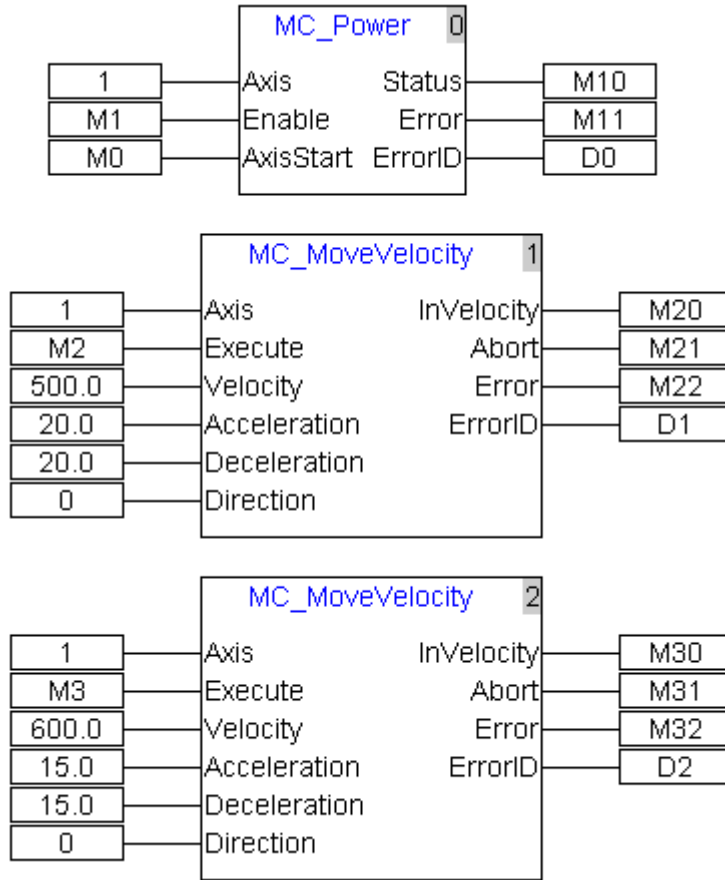 MC_Power 0
1 Axis Status M10
M1 Enable Error M11
M0 AxisStart ErrorID D0
MC_MoveVelocity 1
1 Axis InVelocity M20
M2 Execute Abort M21
500.0 Velocity Error M22
20.0 Acceleration ErrorID D1
20.0 Deceleration
0 Direction
MC_MoveVelocity 2
1 Axis InVelocity M30
M3 Execute Abort M31
600.0 Velocity Error M32
15.0 Acceleration ErrorID D2
15.0 Deceleration
0 Direction